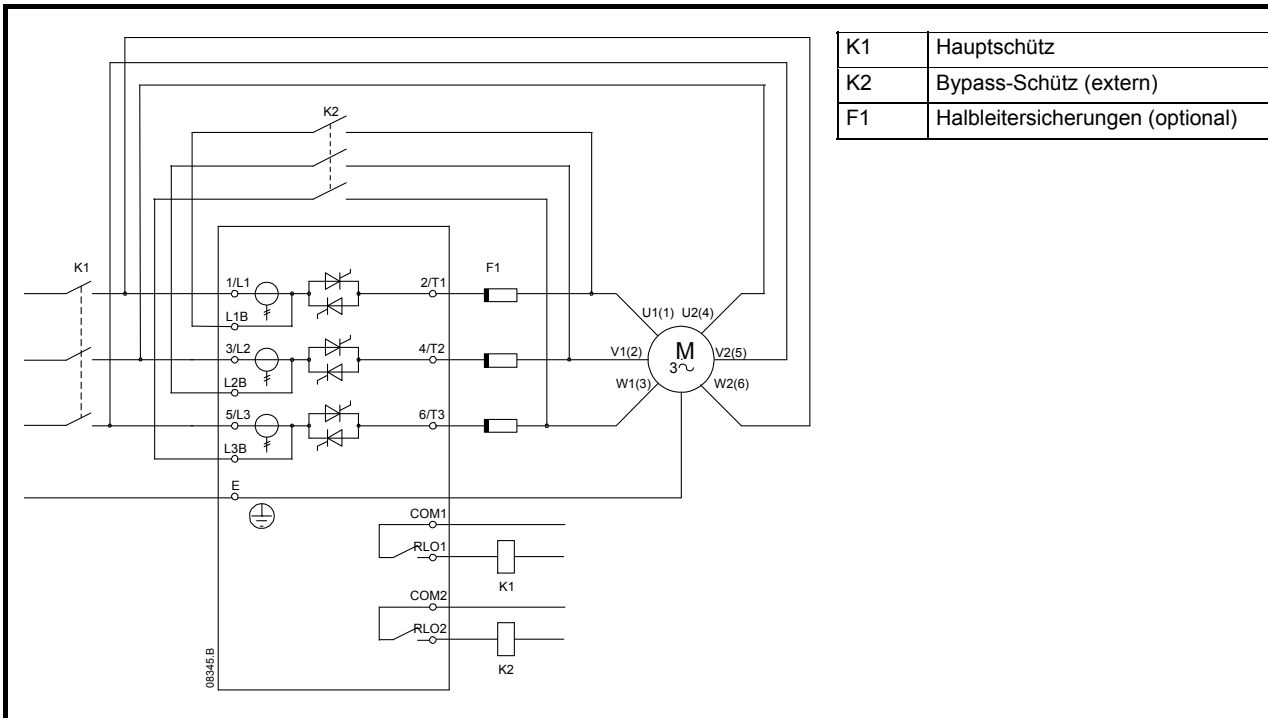 K1 Hauptschütz
K2 Bypass-Schütz (extern)
F1 Halbleitersicherungen (optional)
K2
K1
1/L1
2/T1
F1
L1B
U1(1) U2(4)
3/L2
4/T2
V1(2)
M
3~
V2(5)
L2B
W1(3)
W2(6)
5/L3
6/T3
L3B
E
COM1
RLO1
K1
COM2
RLO2
K2
08345.B